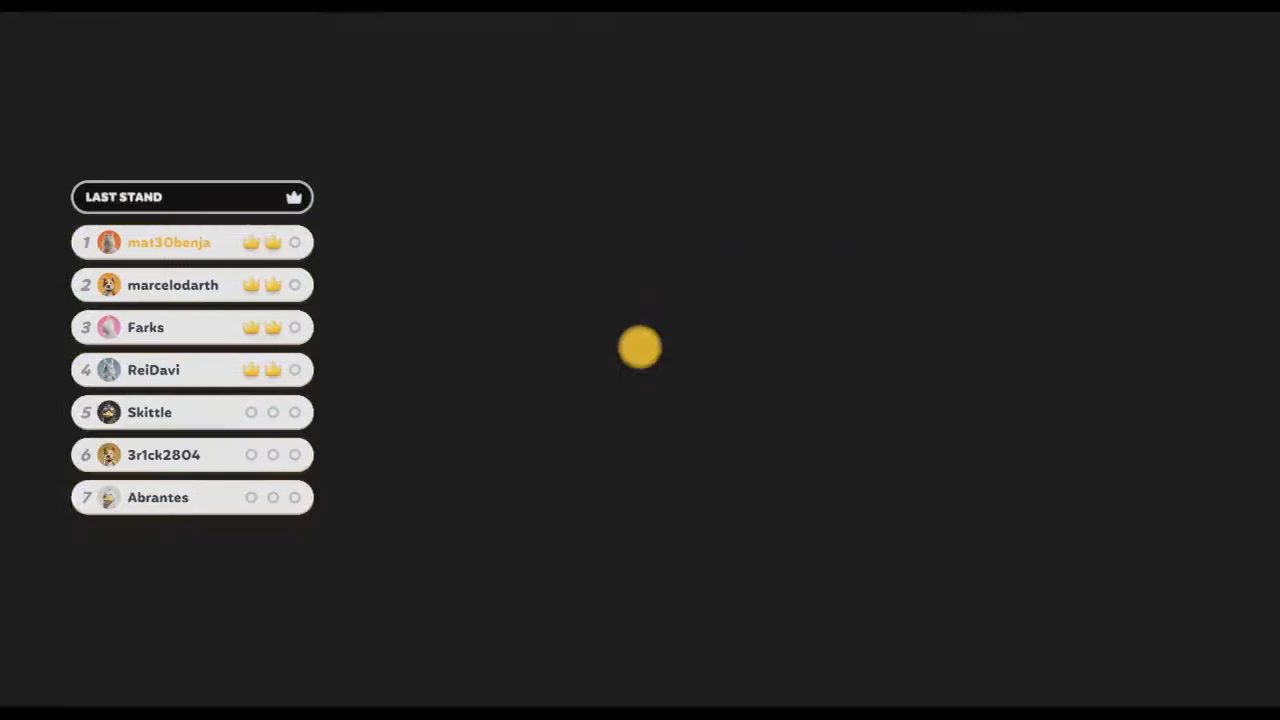 LAST STAND
1 mat30benja
2 marcelodarth
3 Farks
4 ReiDavi
5 Skittle
6 3r1ck2804
7 Abrantes